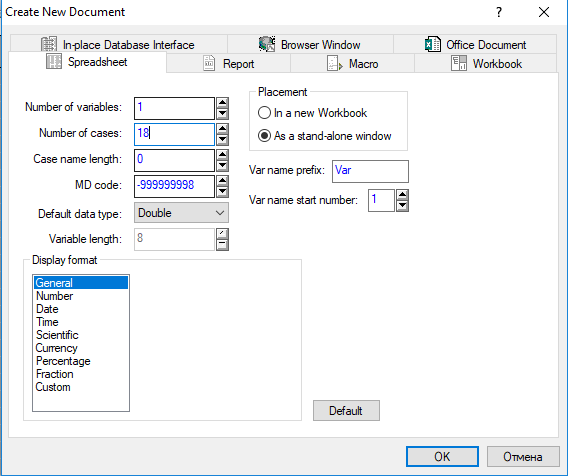 Create New Document
In-place Database Interface
Browser Window
Office Document
Spreadsheet
Report
Macro
Workbook
Number of variables: 1
Number of cases: 18
Case name length: 0
MD code: -999999998
Default data type: Double
Variable length: 8
Placement
In a new Workbook
As a stand-alone window
Var name prefix: Var
Var name start number: 1
Display format
General
Number
Date
Time
Scientific
Currency
Percentage
Fraction
Custom
Default
OK
Отмена